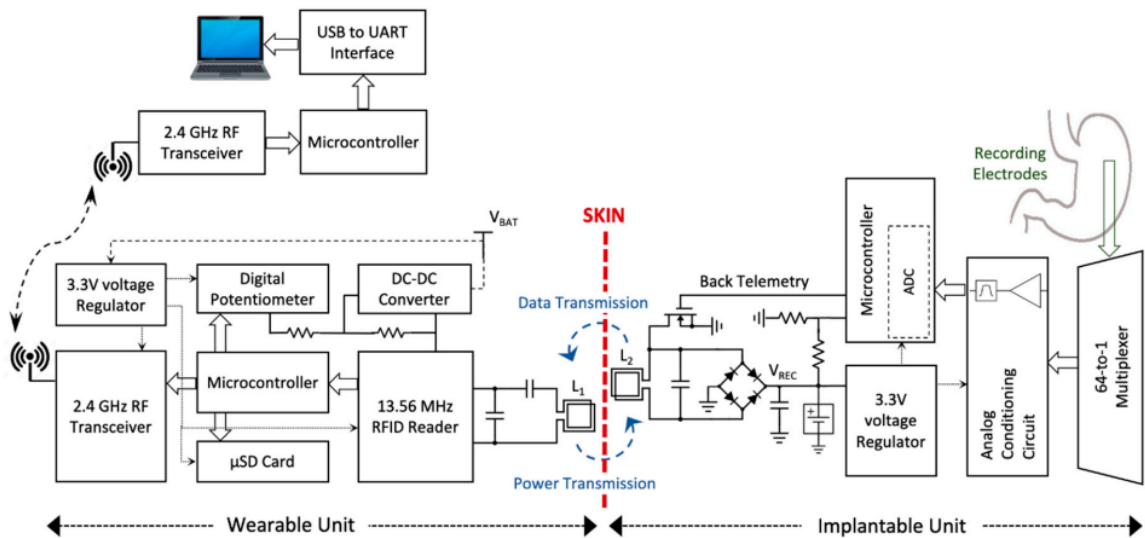 USB to UART
Interface
2.4 GHz RF
Transceiver
Microcontroller
Recording
Electrodes
SKIN
V_BAT
3.3V voltage
Regulator
Digital
Potentiometer
DC-DC
Converter
Data Transmission
Back Telemetry
Microcontroller
ADC
2.4 GHz RF
Transceiver
Microcontroller
13.56 MHz
RFID Reader
L_1
L_2
V_REC
3.3V
voltage
Regulator
Analog
Conditioning
Circuit
64-to-1
Multiplexer
µSD Card
Power Transmission
Wearable Unit
Implantable Unit